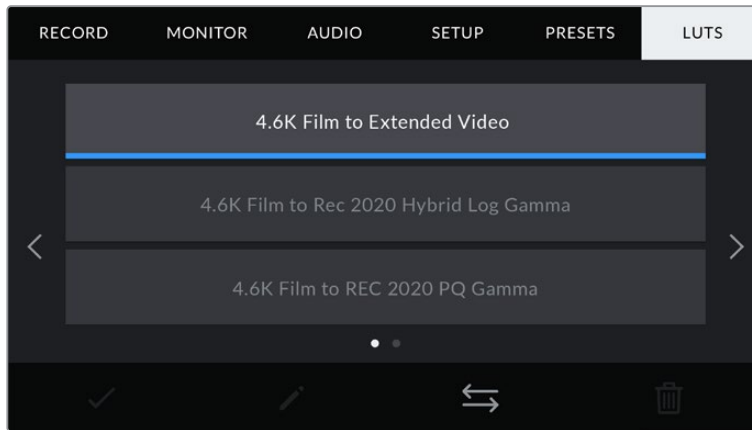 RECORD MONITOR AUDIO SETUP PRESETS LUTS
4.6K Film to Extended Video
4.6K Film to Rec 2020 Hybrid Log Gamma
4.6K Film to REC 2020 PQ Gamma